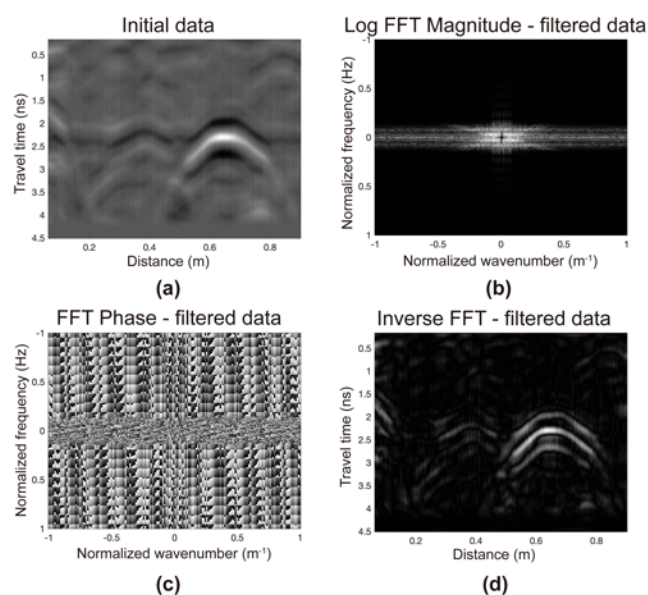 Initial data
Travel time (ns)
0.5
1
1.5
2
2.5
3
3.5
4
4.5
0.2 0.4 0.6 0.8
Distance (m)
(a)
Log FFT Magnitude - filtered data
Normalized frequency (Hz)
-1
0.5
0
0.5
1
-1 -0.5 0 0.5 1
Normalized wavenumber (m⁻¹)
(b)
FFT Phase - filtered data
Normalized frequency (Hz)
-1
0.5
0
0.5
1
-1 -0.5 0 0.5 1
Normalized wavenumber (m⁻¹)
(c)
Inverse FFT - filtered data
Travel time (ns)
0.5
1
1.5
2
2.5
3
3.5
4
4.5
0.2 0.4 0.6 0.8
Distance (m)
(d)